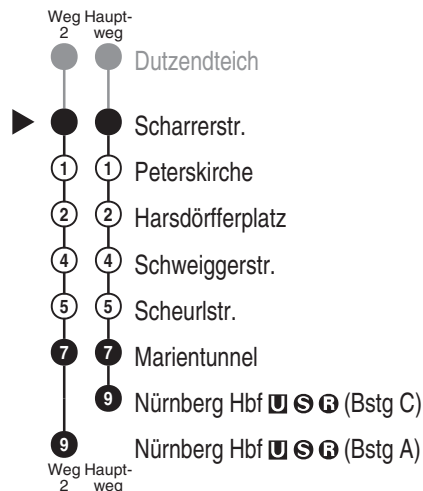 Weg Haupt-
2 weg
Dutzendteich
Scharrerstr.
1 1 Peterskirche
2 2 Harsdörfferplatz
4 4 Schweiggerstr.
5 5 Scheurlstr.
7 7 Marientunnel
9 Nürnberg Hbf U S R (Bstg C)
9 Nürnberg Hbf U S R (Bstg A)
Weg Haupt-
2 weg